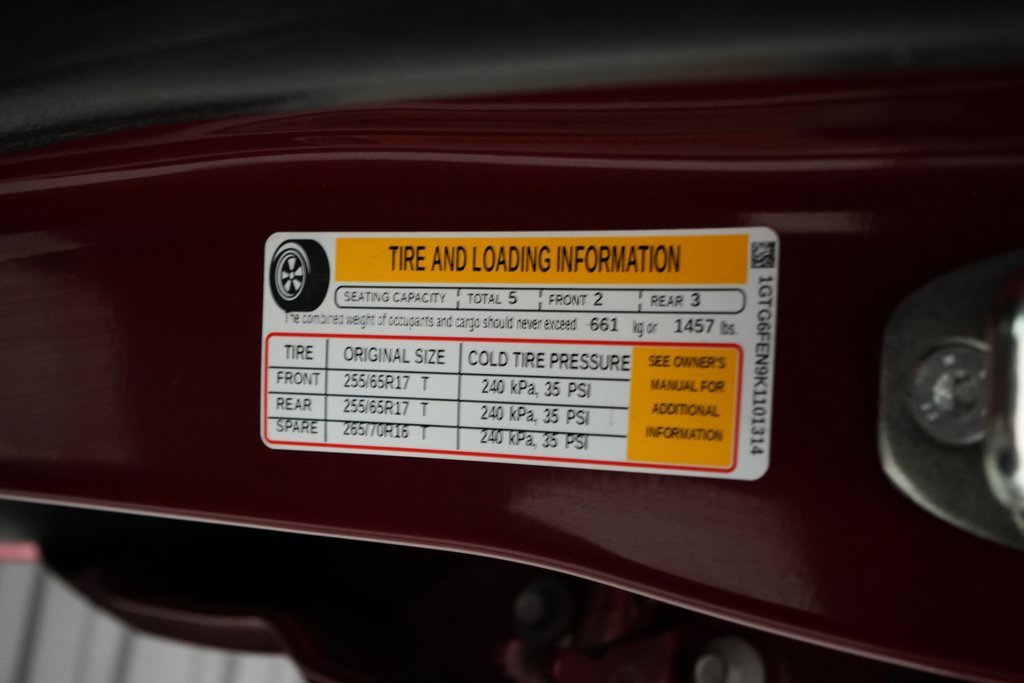 TIRE AND LOADING INFORMATION
SEATING CAPACITY TOTAL 5 FRONT 2 REAR 3
The combined weight of occupants and cargo should never exceed 661 kg or 1457 lbs.
TIRE ORIGINAL SIZE COLD TIRE PRESSURE
FRONT 255/65R17 T 240 kPa, 35 PSI
REAR 255/65R17 T 240 kPa, 35 PSI
SPARE 265/70R16 T 240 kPa, 35 PSI
SEE OWNER'S
MANUAL FOR
ADDITIONAL
INFORMATION
1GTG6FEN9K1101314